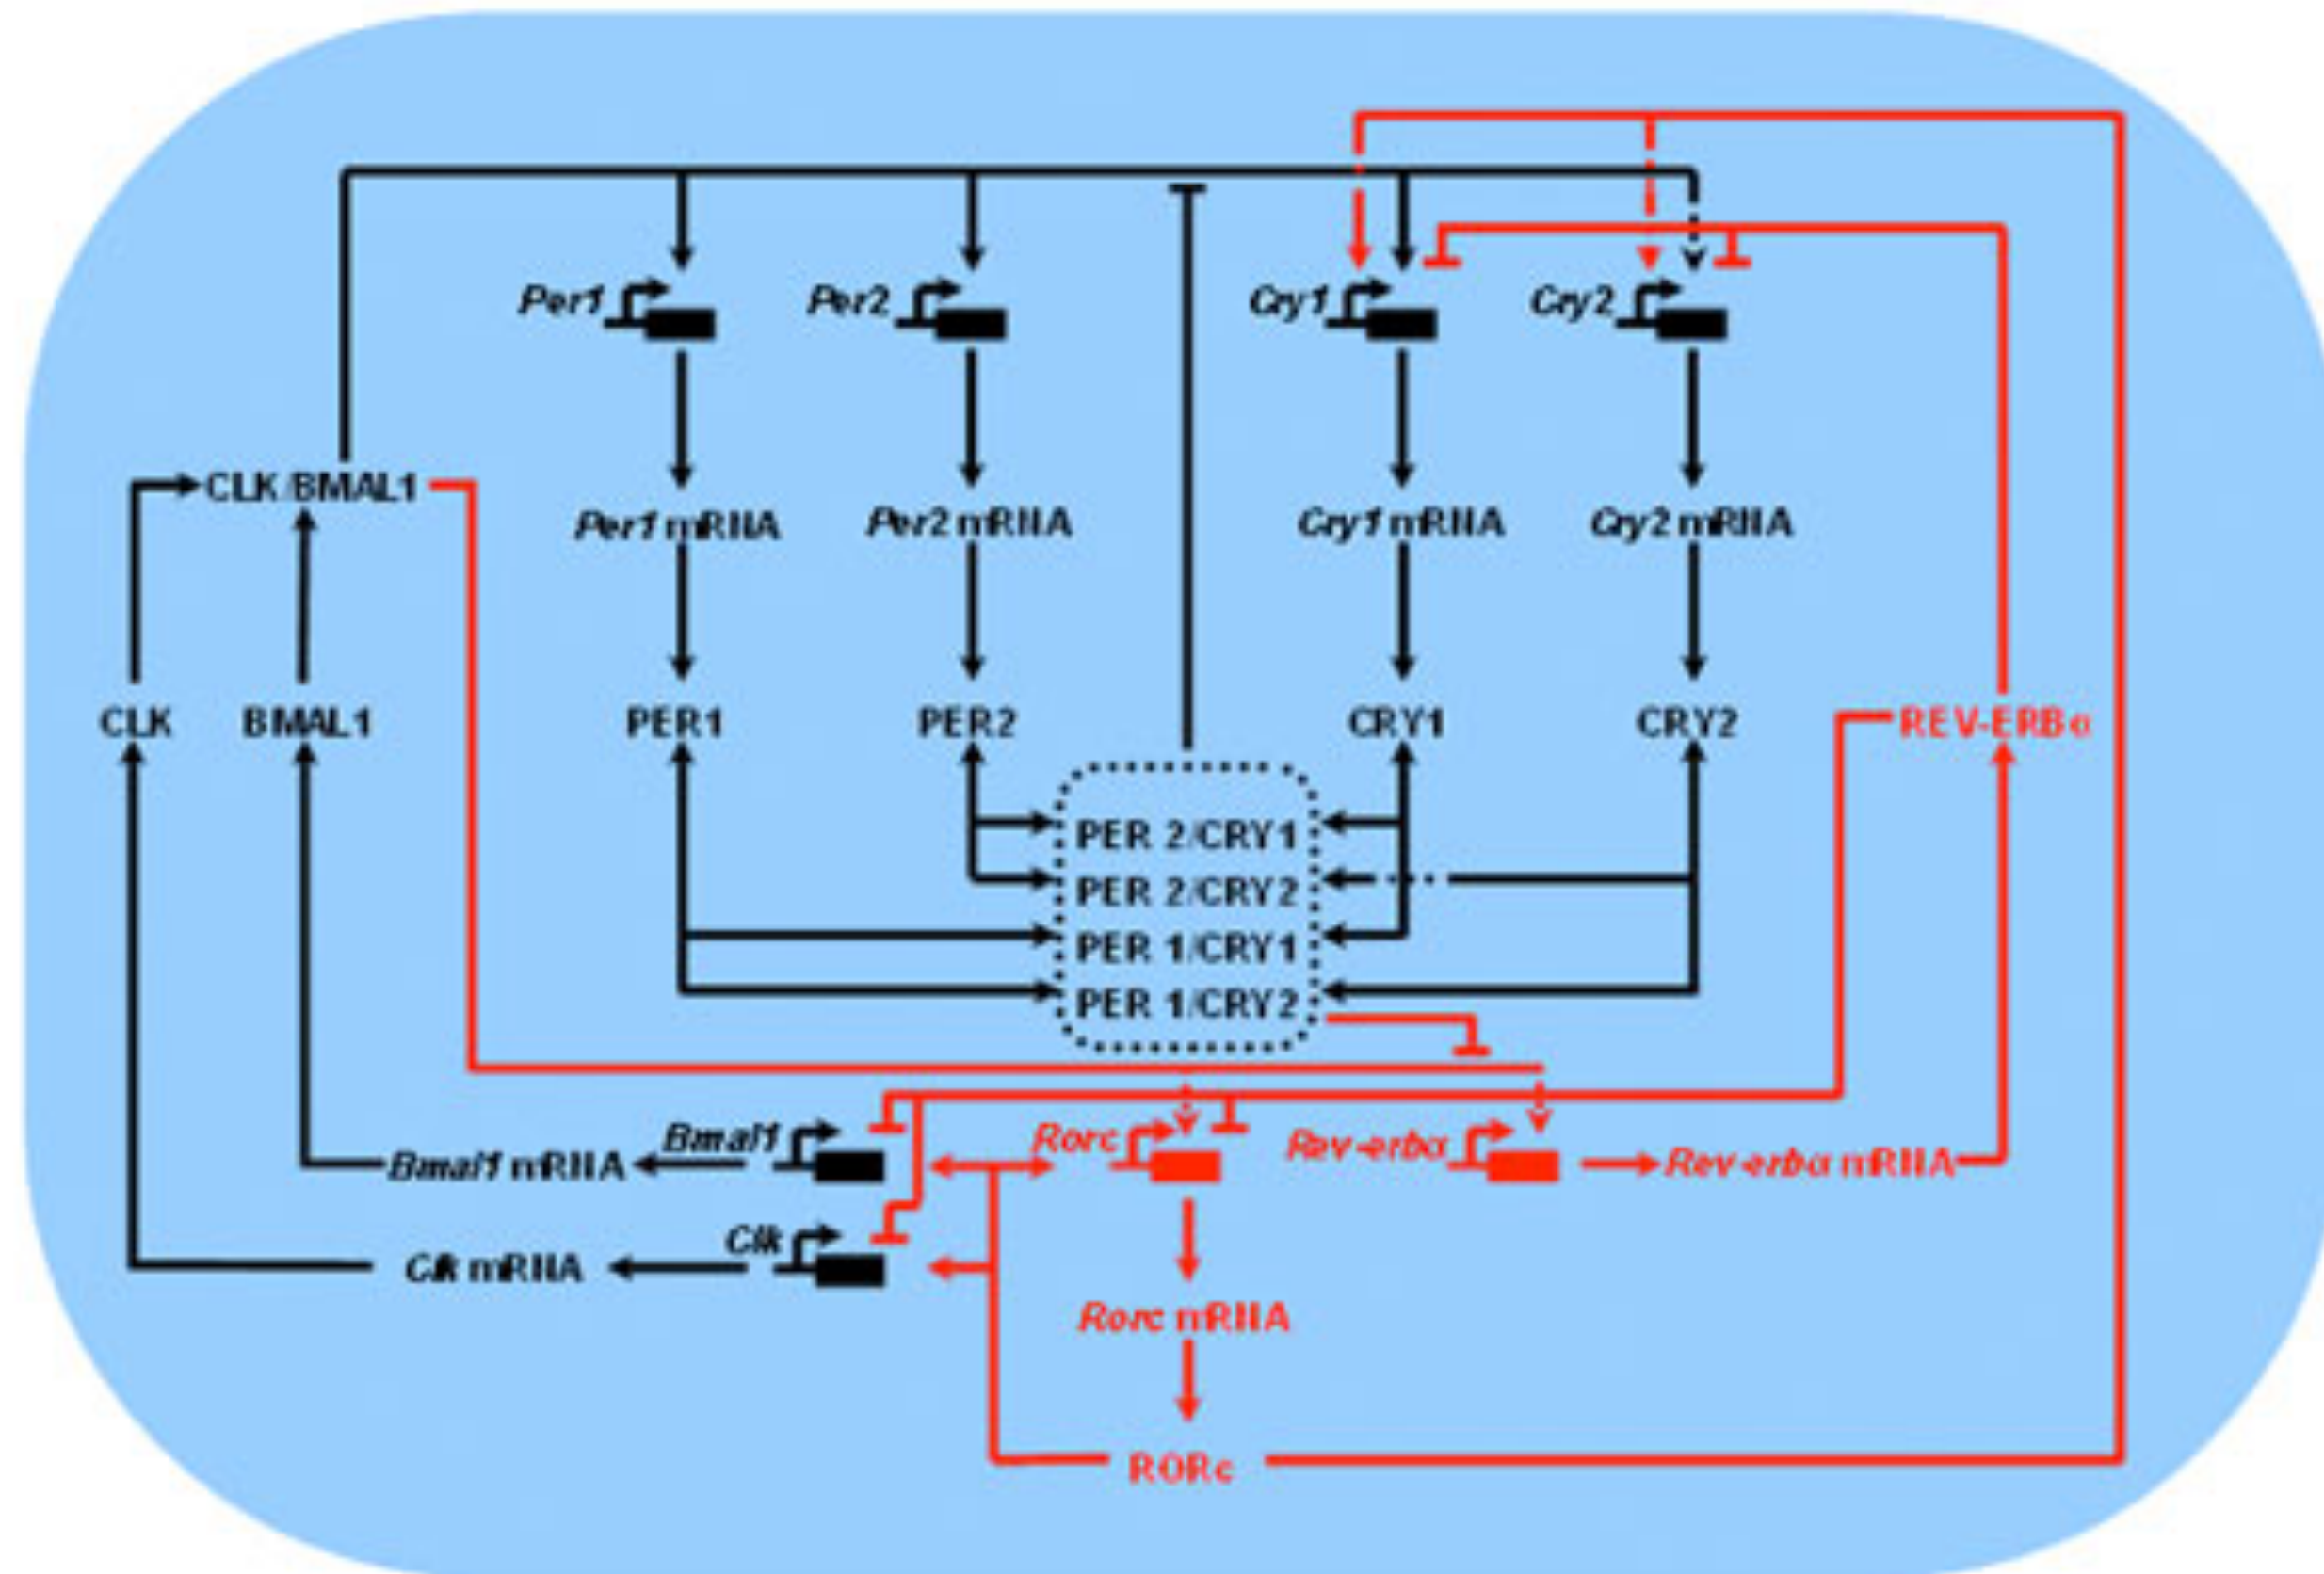 Per1
Per2
Cry1
Cry2
CLK/BMAL1
Per1 mRNA
Per2 mRNA
Cry1 mRNA
Cry2 mRNA
CLK
BMAL1
PER1
PER2
CRY1
CRY2
REV-ERBα
PER 2/CRY1
PER 2/CRY2
PER 1/CRY1
PER 1/CRY2
Bmal1
Rorc
Rev-erbα
Bmal1 mRNA
Rev-erbα mRNA
Clk
Clk mRNA
Rorc mRNA
RORc